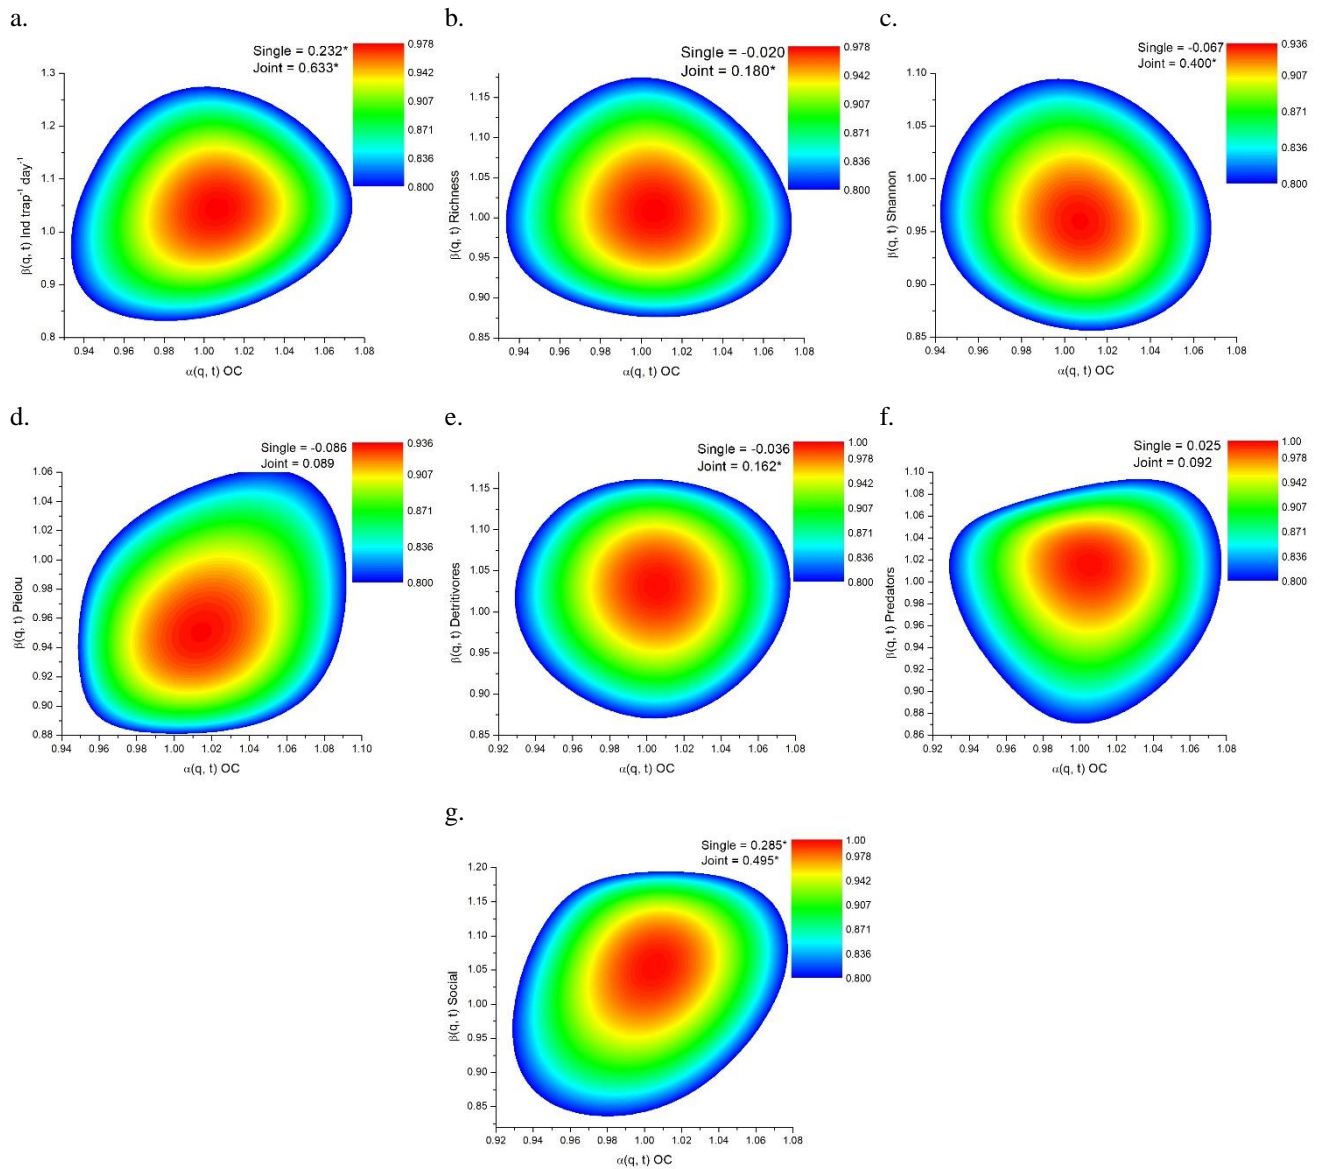 a.
Single = 0.232*
Joint = 0.633*
0.978
0.942
0.907
0.871
0.836
0.800
1.3
1.2
1.1
1.0
0.9
0.8
β(q, t) Ind trap⁻¹ day⁻¹
0.94 0.96 0.98 1.00 1.02 1.04 1.06 1.08
α(q, t) OC
b.
Single = -0.020
Joint = 0.180*
0.978
0.942
0.907
0.871
0.836
0.800
1.15
1.10
1.05
1.00
0.95
0.90
0.85
β(q, t) Richness
0.94 0.96 0.98 1.00 1.02 1.04 1.06 1.08
α(q, t) OC
c.
Single = -0.067
Joint = 0.400*
0.936
0.907
0.871
0.836
0.800
1.10
1.05
1.00
0.95
0.90
0.85
β(q, t) Shannon
0.94 0.96 0.98 1.00 1.02 1.04 1.06 1.08
α(q, t) OC
d.
Single = -0.086
Joint = 0.089
0.936
0.907
0.871
0.836
0.800
1.06
1.04
1.02
1.00
0.98
0.96
0.94
0.92
0.90
0.88
β(q, t) Pielou
0.94 0.96 0.98 1.00 1.02 1.04 1.06 1.08 1.10
α(q, t) OC
e.
Single = -0.036
Joint = 0.162*
1.00
0.978
0.942
0.907
0.871
0.836
0.800
1.15
1.10
1.05
1.00
0.95
0.90
0.85
β(q, t) Detritivores
0.94 0.96 0.98 1.00 1.02 1.04 1.06 1.08
α(q, t) OC
f.
Single = 0.025
Joint = 0.092
1.00
0.978
0.942
0.907
0.871
0.836
0.800
1.10
1.08
1.06
1.04
1.02
1.00
0.98
0.96
0.94
0.92
0.90
0.88
0.86
β(q, t) Predators
0.92 0.94 0.96 0.98 1.00 1.02 1.04 1.06 1.08
α(q, t) OC
g.
Single = 0.285*
Joint = 0.495*
1.00
0.978
0.942
0.907
0.871
0.836
0.800
1.20
1.15
1.10
1.05
1.00
0.95
0.90
0.85
β(q, t) Social
0.92 0.94 0.96 0.98 1.00 1.02 1.04 1.06 1.08
α(q, t) OC